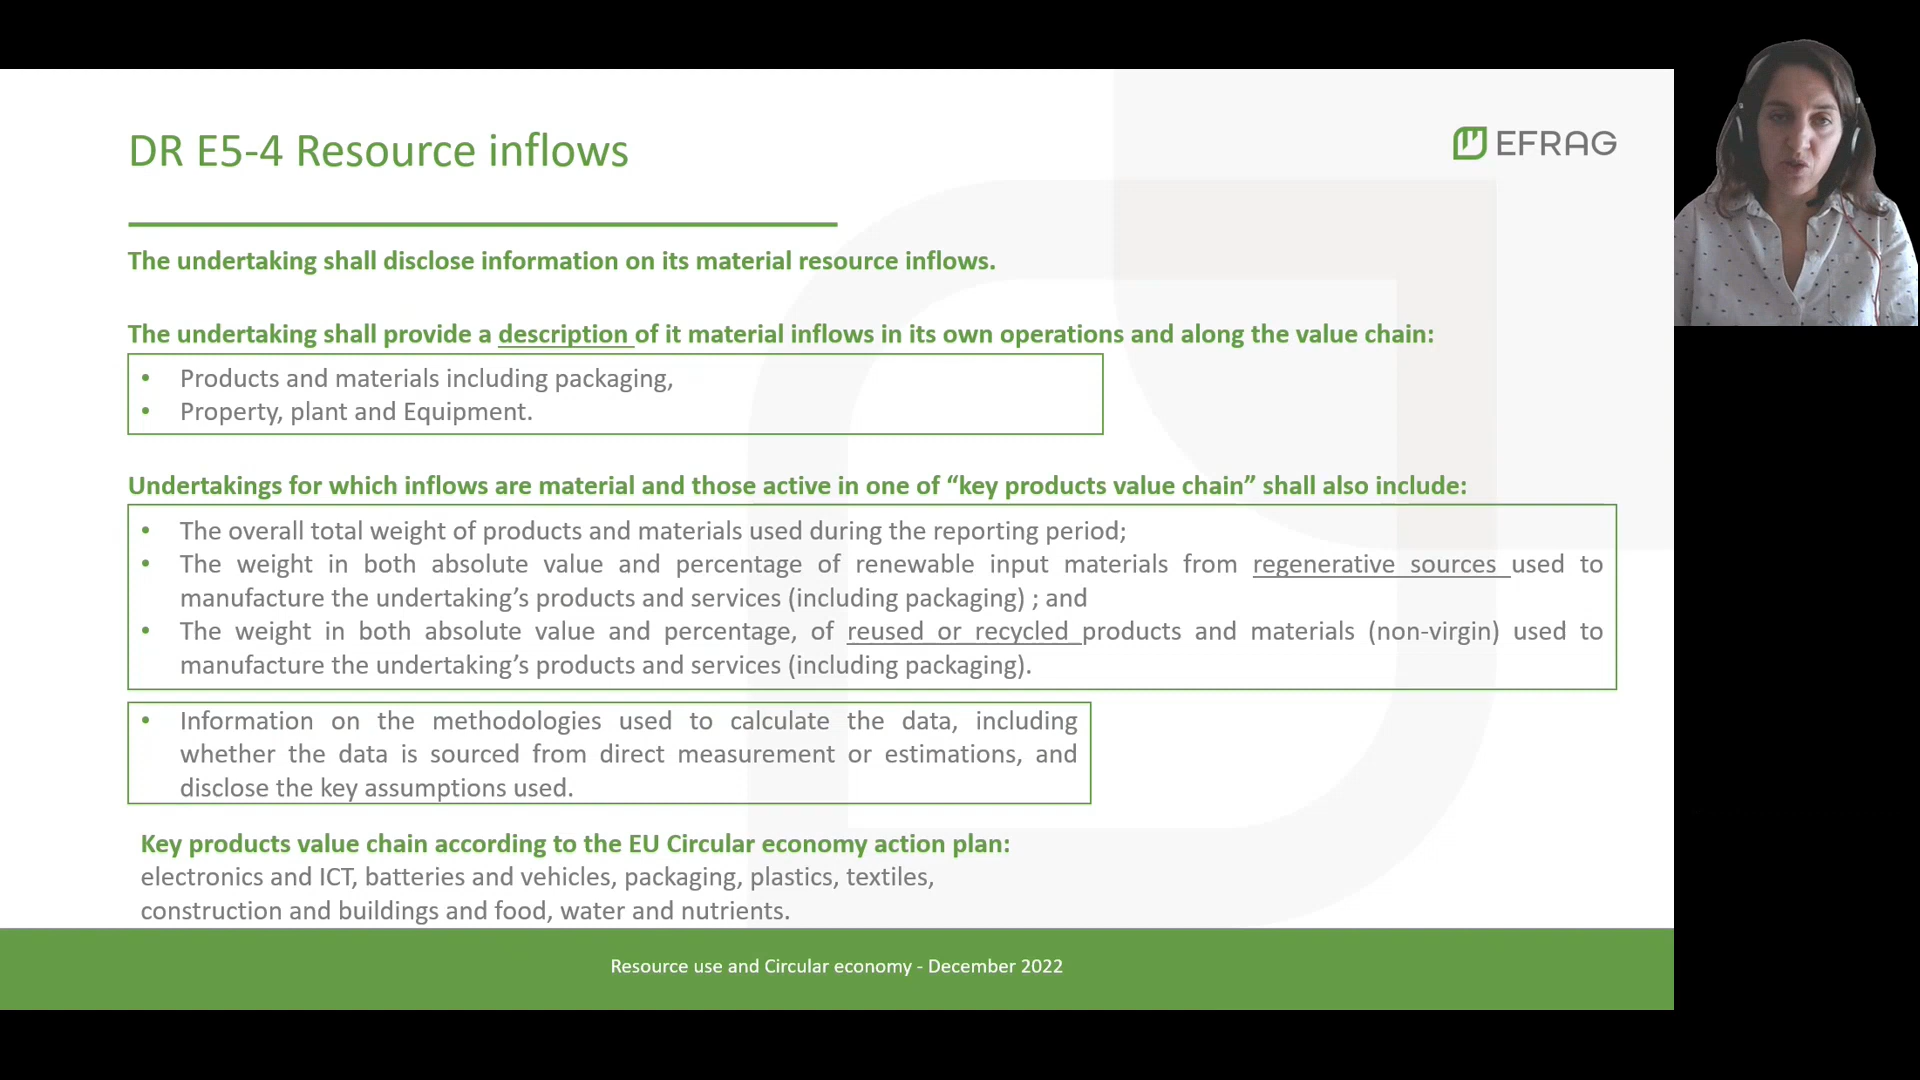 DR E5-4 Resource inflows
EFRAG
The undertaking shall disclose information on its material resource inflows.
The undertaking shall provide a description of it material inflows in its own operations and along the value chain:
• Products and materials including packaging,
• Property, plant and Equipment.
Undertakings for which inflows are material and those active in one of “key products value chain” shall also include:
• The overall total weight of products and materials used during the reporting period;
• The weight in both absolute value and percentage of renewable input materials from regenerative sources used to
manufacture the undertaking’s products and services (including packaging) ; and
• The weight in both absolute value and percentage, of reused or recycled products and materials (non-virgin) used to
manufacture the undertaking’s products and services (including packaging).
• Information on the methodologies used to calculate the data, including
whether the data is sourced from direct measurement or estimations, and
disclose the key assumptions used.
Key products value chain according to the EU Circular economy action plan:
electronics and ICT, batteries and vehicles, packaging, plastics, textiles,
construction and buildings and food, water and nutrients.
Resource use and Circular economy - December 2022